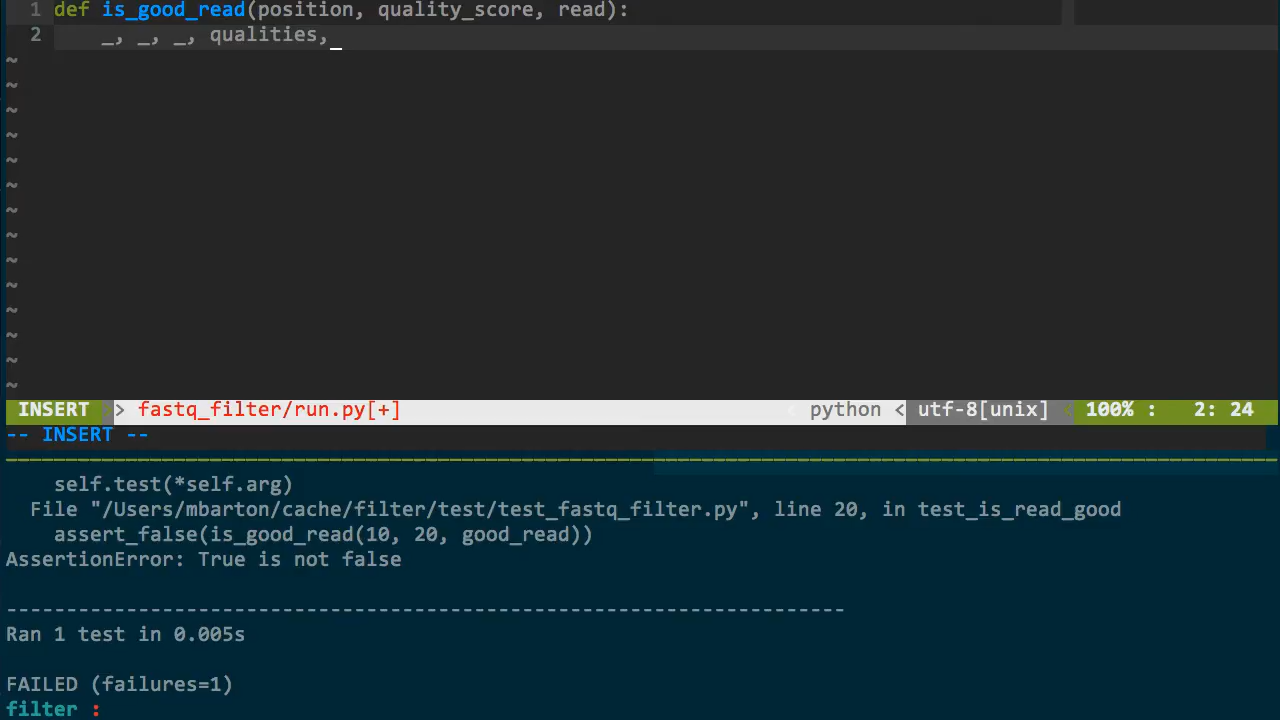 1 def is_good_read(position, quality_score, read):
2 _, _, _, qualities,_
~
~
~
~
~
~
~
~
~
~
~
~
~
~
INSERT > fastq_filter/run.py[+] < python < utf-8[unix] < 100% : 2: 24
-- INSERT --
self.test(*self.arg)
File "/Users/mbarton/cache/filter/test/test_fastq_filter.py", line 20, in test_is_read_good
assert_false(is_good_read(10, 20, good_read))
AssertionError: True is not false
----------------------------------------------------------------------
Ran 1 test in 0.005s
FAILED (failures=1)
filter :